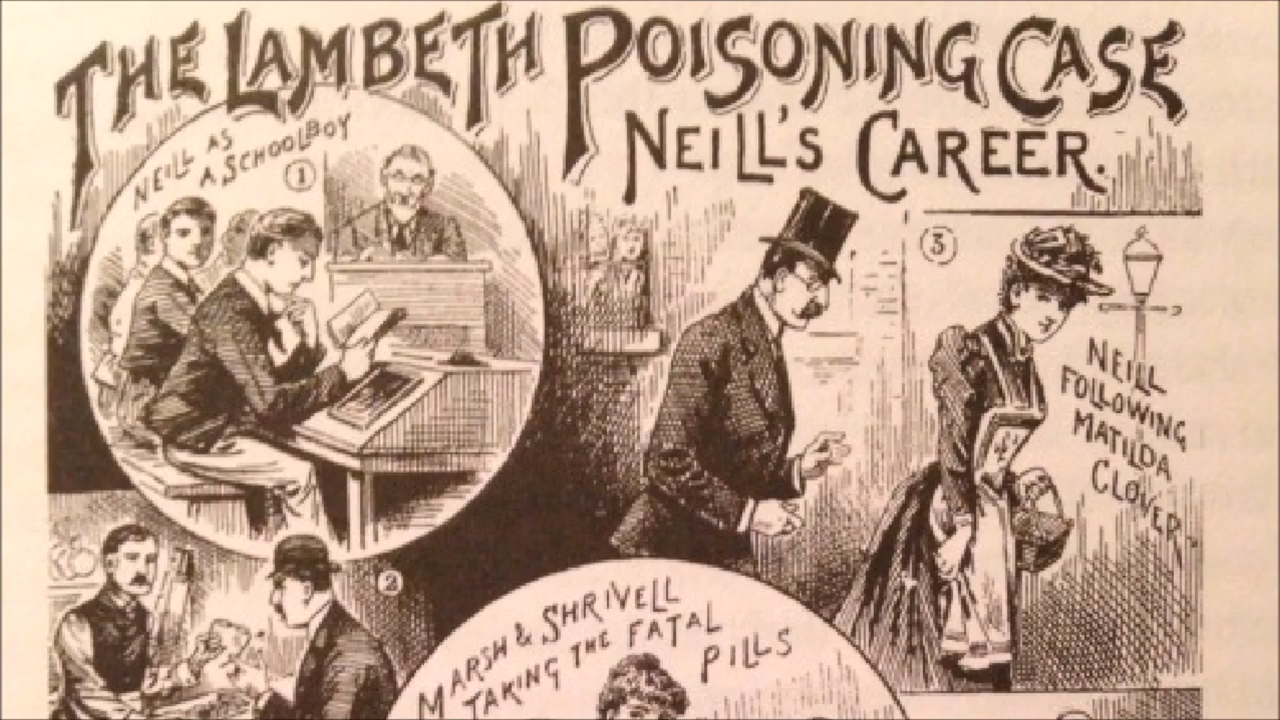 THE LAMBETH POISONING CASE
NEILL'S CAREER.
NEILL AS
A SCHOOLBOY
1
3
NEILL
FOLLOWING
MATILDA
CLOVER.
2
MARSH & SHRIVELL
TAKING THE FATAL
PILLS